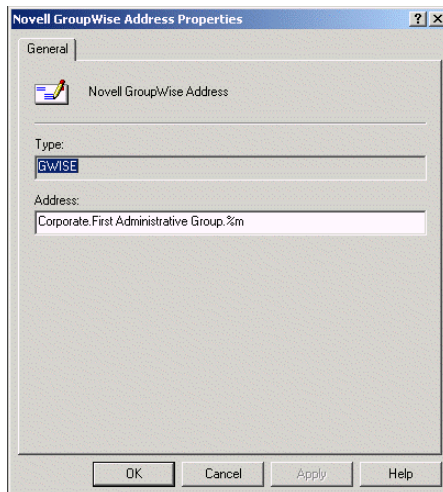 Novell GroupWise Address Properties
General
Novell GroupWise Address
Type:
GWISE
Address:
Corporate.First Administrative Group.%m
OK Cancel Apply Help